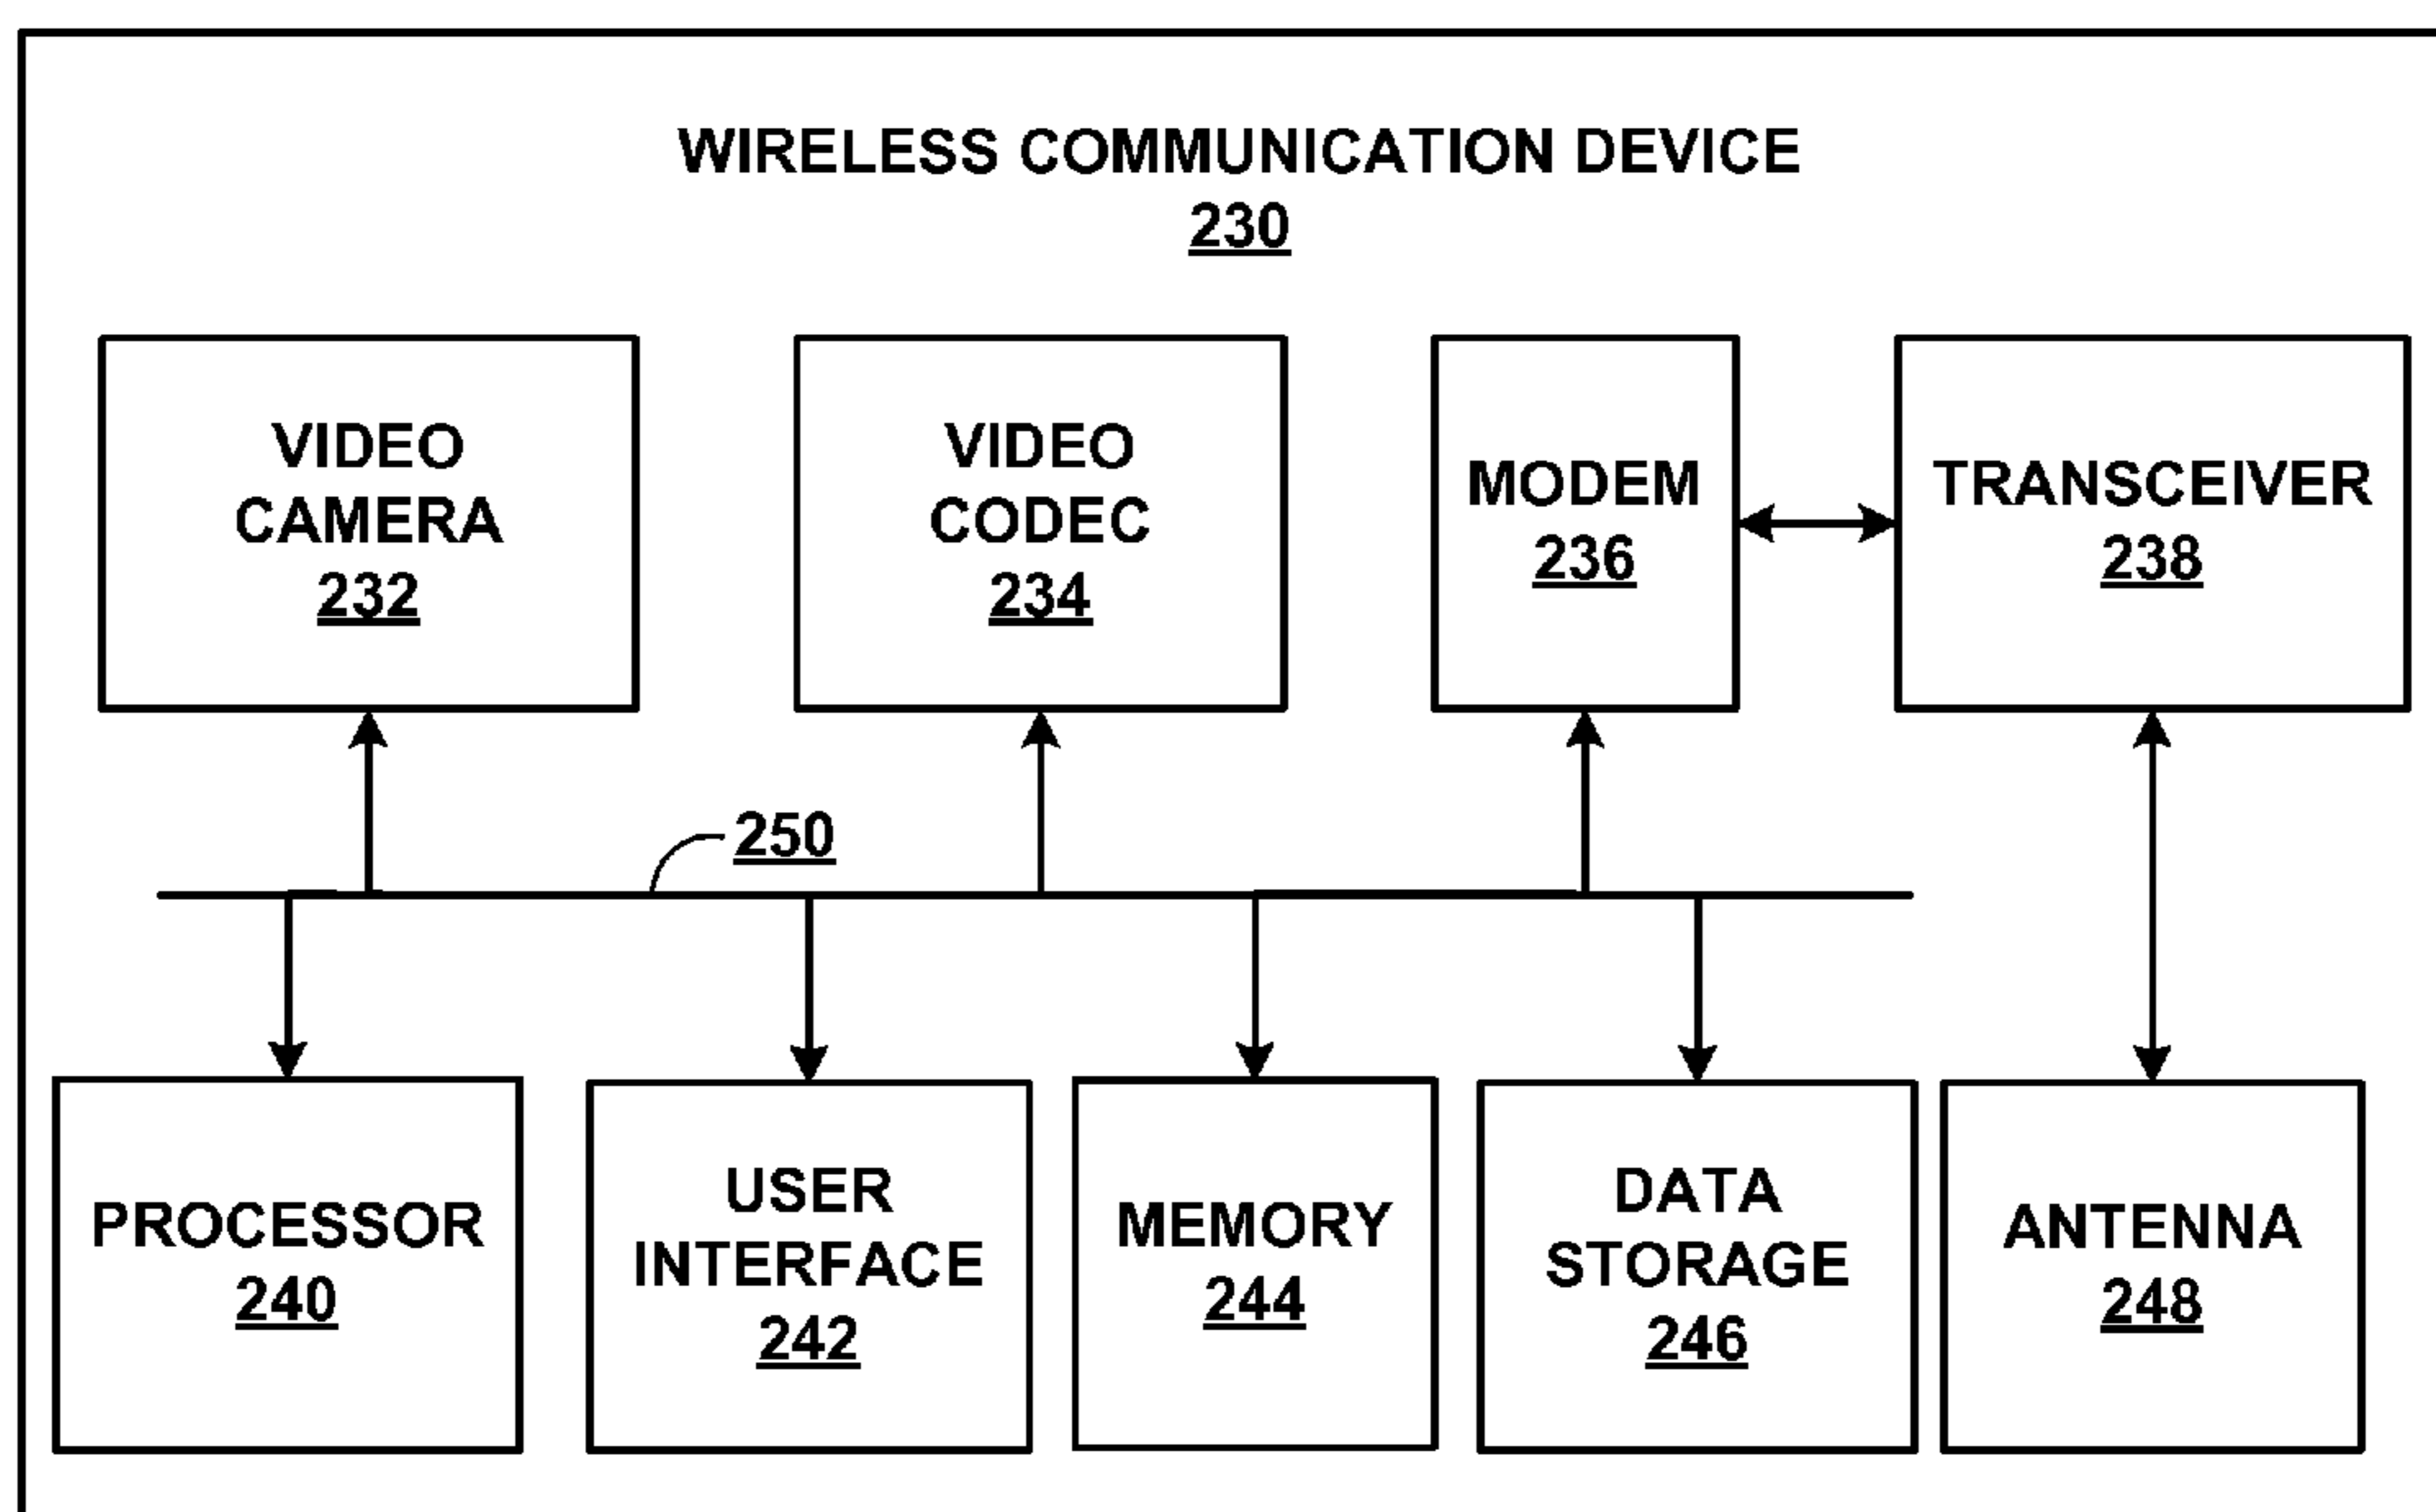 WIRELESS COMMUNICATION DEVICE
230
VIDEO
CAMERA
232
VIDEO
CODEC
234
MODEM
236
TRANSCEIVER
238
250
PROCESSOR
240
USER
INTERFACE
242
MEMORY
244
DATA
STORAGE
246
ANTENNA
248